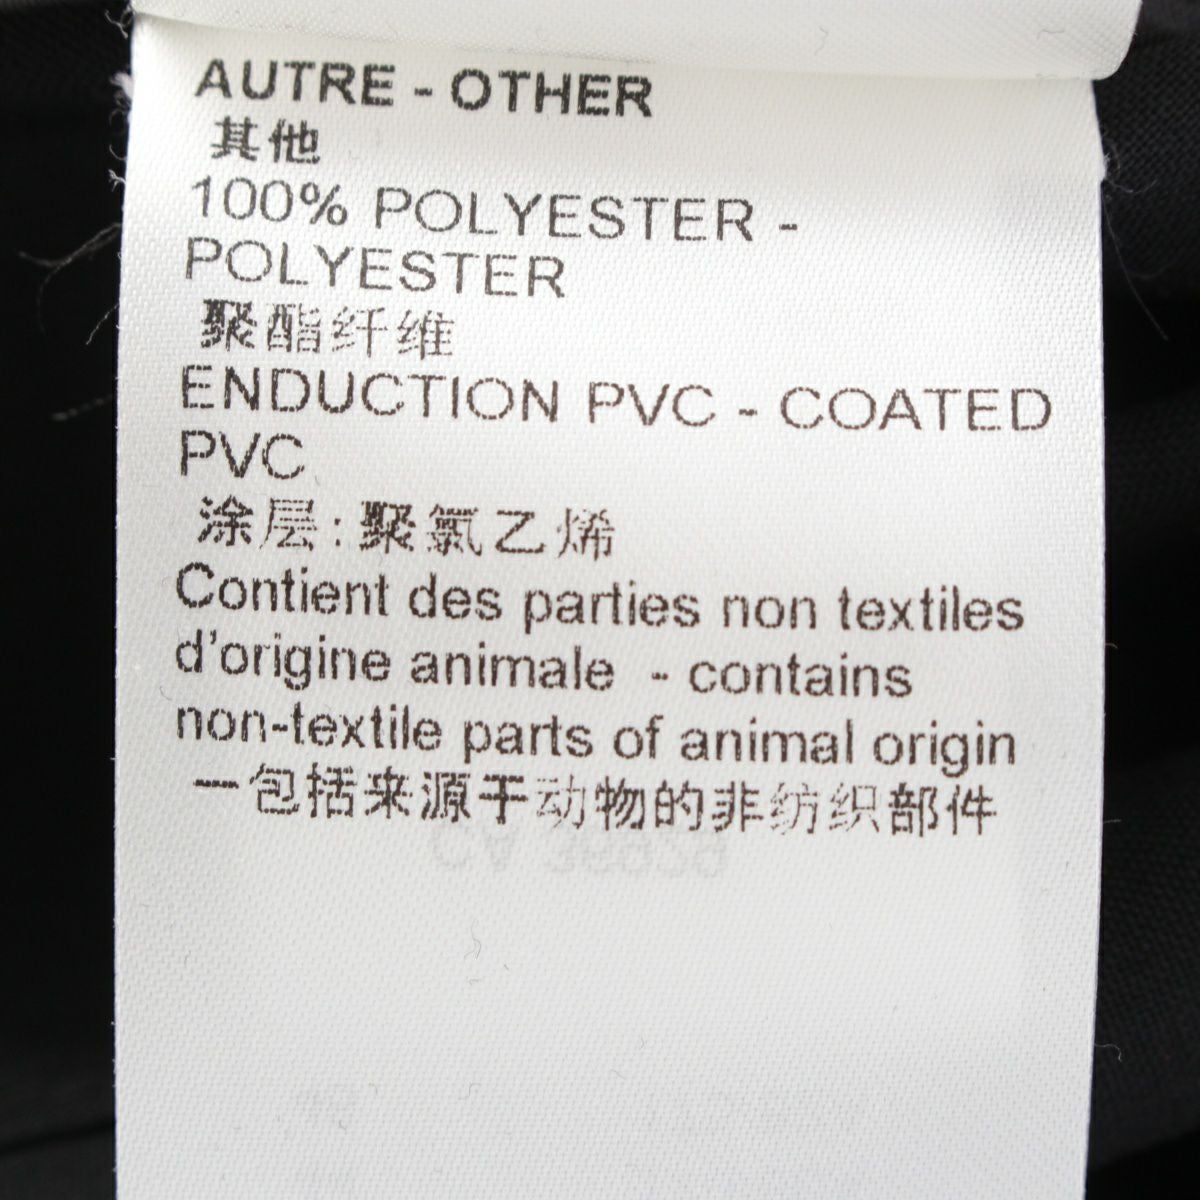 AUTRE - OTHER
其他
100% POLYESTER -
POLYESTER
聚酯纤维
ENDUCTION PVC - COATED
PVC
涂层:聚氯乙烯
Contient des parties non textiles
d'origine animale - contains
non-textile parts of animal origin
一包括来源于动物的非纺织部件